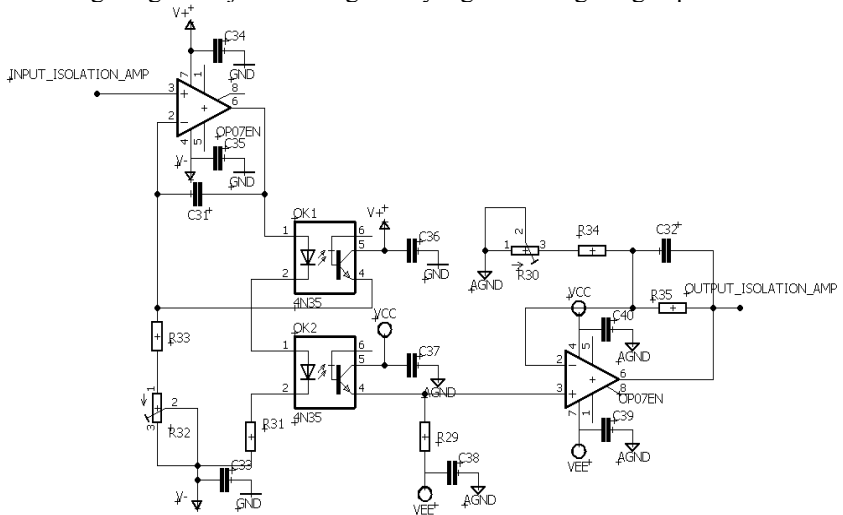 V+
C34
GND
INPUT_ISOLATION_AMP
3
7
1
8
6
2
4
5
OP07EN
V-
C35
GND
C31
OK1
V+
1
6
5
C36
2
4
GND
4N35
1
2
3
R30
R34
C32
AGND
R35
OUTPUT_ISOLATION_AMP
VCC
C40
AGND
R33
OK2
VCC
1
6
5
C37
AGND
2
4
4N35
2
3
4
5
6
8
7
1
OP07EN
C39
AGND
VEE
1
2
3
R32
R31
R29
C33
GND
V-
C38
AGND
VEE